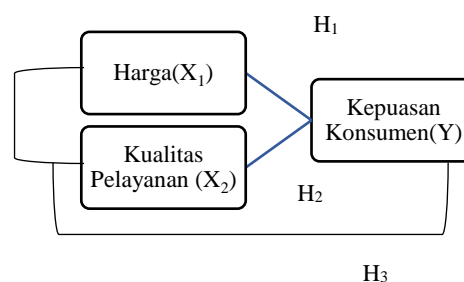 H₁
Harga(X₁)
Kepuasan
Konsumen(Y)
Kualitas
Pelayanan (X₂)
H₂
H₃